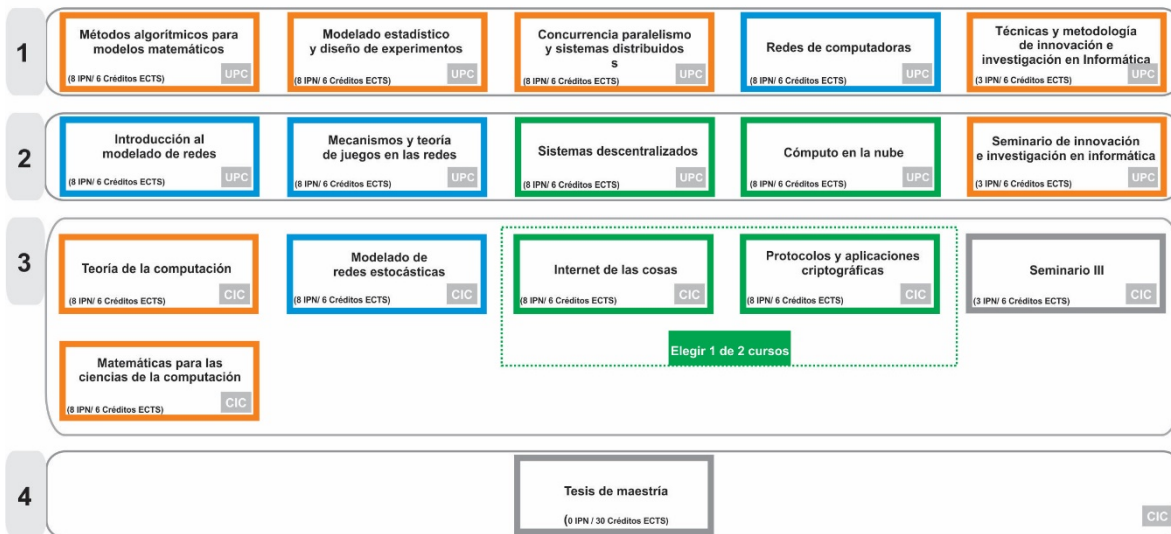 1
Métodos algorítmicos para
modelos matemáticos
(8 IPN/ 6 Créditos ECTS)
UPC
Modelado estadístico
y diseño de experimentos
(8 IPN/ 6 Créditos ECTS)
UPC
Concurrencia paralelismo
y sistemas distribuidos
s
(8 IPN/ 6 Créditos ECTS)
UPC
Redes de computadoras
(8 IPN/ 6 Créditos ECTS)
UPC
Técnicas y metodología
de innovación e
investigación en Informática
(3 IPN/ 6 Créditos ECTS)
UPC
2
Introducción al
modelado de redes
(8 IPN/ 6 Créditos ECTS)
UPC
Mecanismos y teoría
de juegos en las redes
(8 IPN/ 6 Créditos ECTS)
UPC
Sistemas descentralizados
(8 IPN/ 6 Créditos ECTS)
UPC
Cómputo en la nube
(8 IPN/ 6 Créditos ECTS)
UPC
Seminario de innovación
e investigación en informática
(3 IPN/ 6 Créditos ECTS)
UPC
3
Teoría de la computación
(8 IPN/ 6 Créditos ECTS)
CIC
Modelado de
redes estocásticas
(8 IPN/ 6 Créditos ECTS)
CIC
Internet de las cosas
(8 IPN/ 6 Créditos ECTS)
CIC
Protocolos y aplicaciones
criptográficas
(8 IPN/ 6 Créditos ECTS)
CIC
Seminario III
(3 IPN/ 6 Créditos ECTS)
CIC
Elegir 1 de 2 cursos
Matemáticas para las
ciencias de la computación
(8 IPN/ 6 Créditos ECTS)
CIC
4
Tesis de maestría
(0 IPN / 30 Créditos ECTS)
CIC